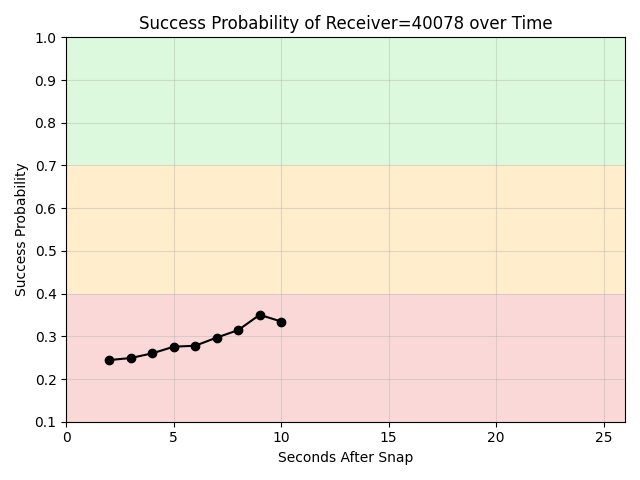 Success Probability of Receiver=40078 over Time
1.0
0.9
0.8
0.7
0.6
0.5
0.4
0.3
0.2
0.1
Success Probability
0 5 10 15 20 25
Seconds After Snap